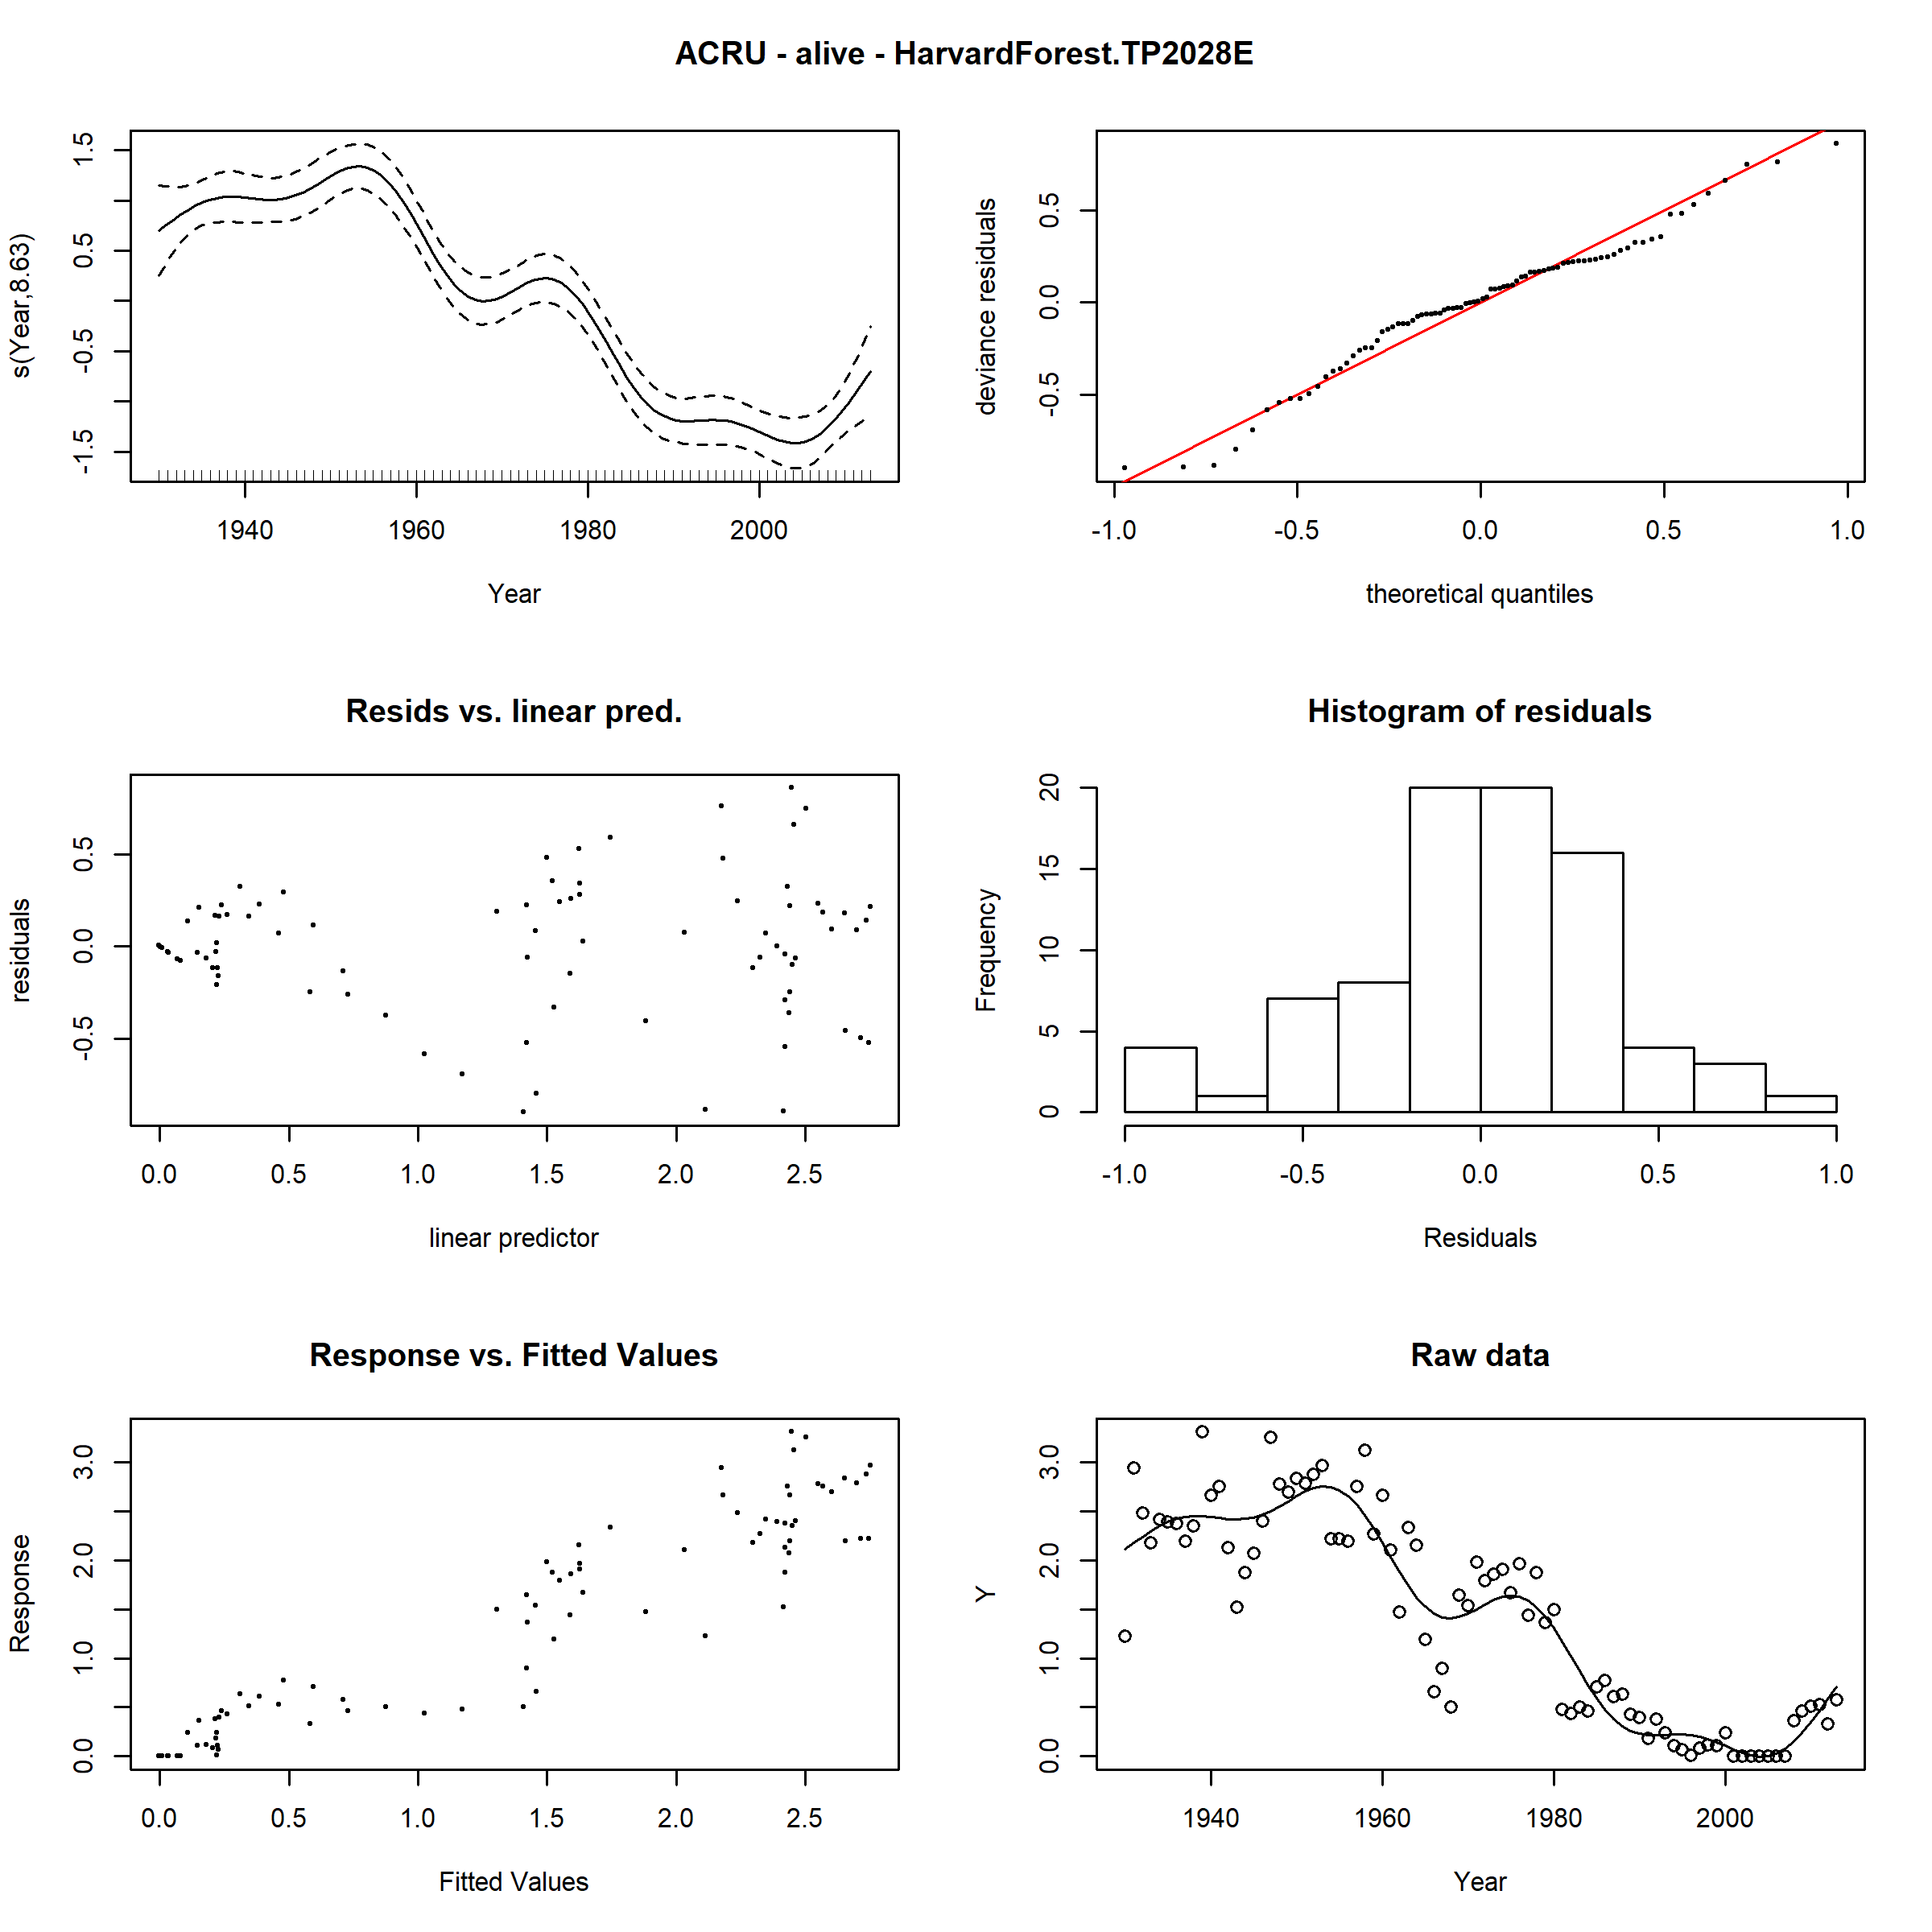 ACRU - alive - HarvardForest.TP2028E
s(Year,8.63)
1.5
0.5
-0.5
-1.5
1940 1960 1980 2000
Year
deviance residuals
0.5
0.0
-0.5
-1.0 -0.5 0.0 0.5 1.0
theoretical quantiles
Resids vs. linear pred.
residuals
0.5
0.0
-0.5
0.0 0.5 1.0 1.5 2.0 2.5
linear predictor
Histogram of residuals
Frequency
20
15
10
5
0
-1.0 -0.5 0.0 0.5 1.0
Residuals
Response vs. Fitted Values
Response
3.0
2.0
1.0
0.0
0.0 0.5 1.0 1.5 2.0 2.5
Fitted Values
Raw data
Y
3.0
2.0
1.0
0.0
1940 1960 1980 2000
Year